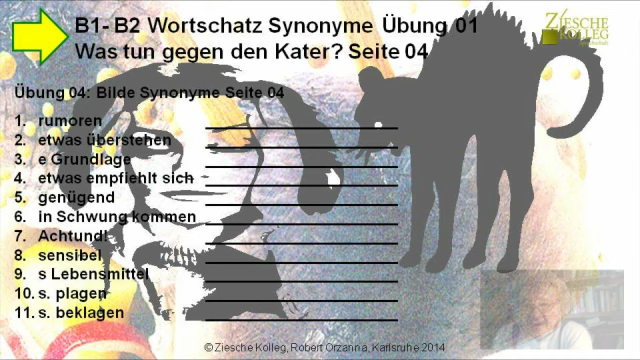 B1- B2 Wortschatz Synonyme Übung 01
Was tun gegen den Kater? Seite 04
ZIESCHE
KOLLEG
Übung 04: Bilde Synonyme Seite 04
1. rumoren
2. etwas überstehen
3. e Grundlage
4. etwas empfiehlt sich
5. genügend
6. in Schwung kommen
7. Achtund!
8. sensibel
9. s Lebensmittel
10. s. plagen
11. s. beklagen
© Ziesche Kolleg, Robert Orzanna, Karlsruhe 2014